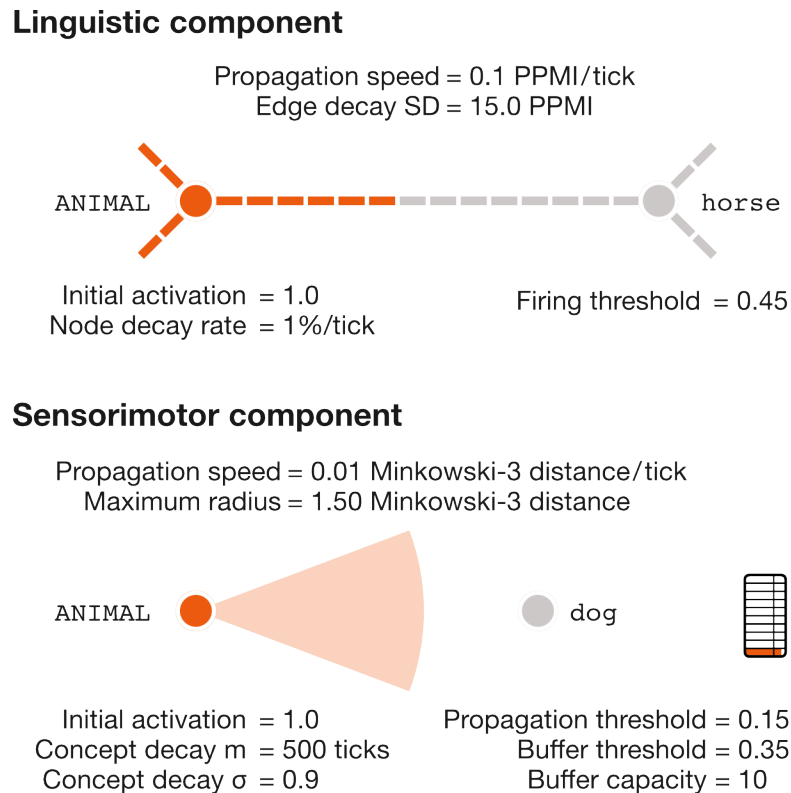 Linguistic component
Propagation speed = 0.1 PPMI/tick
Edge decay SD = 15.0 PPMI
ANIMAL
horse
Initial activation = 1.0
Node decay rate = 1%/tick
Firing threshold = 0.45
Sensorimotor component
Propagation speed = 0.01 Minkowski-3 distance/tick
Maximum radius = 1.50 Minkowski-3 distance
ANIMAL
dog
Initial activation = 1.0
Concept decay m = 500 ticks
Concept decay σ = 0.9
Propagation threshold = 0.15
Buffer threshold = 0.35
Buffer capacity = 10